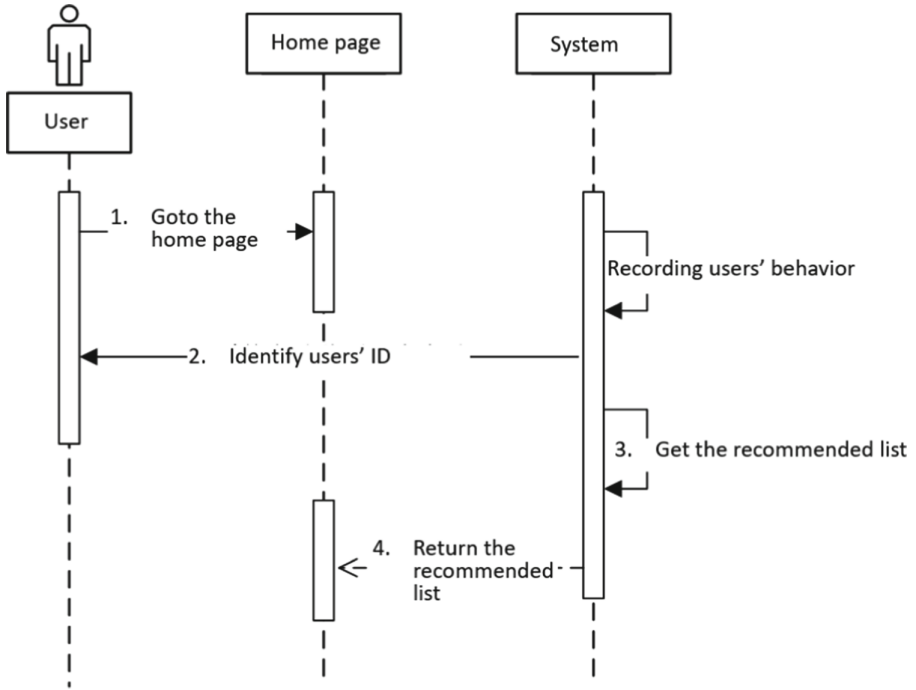 Home page
System
User
1. Goto the
home page
Recording users' behavior
2. Identify users' ID
3. Get the recommended list
4. Return the
recommended
list